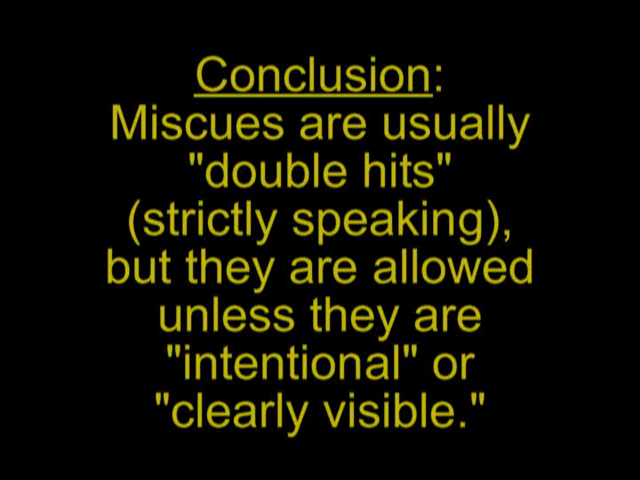 Conclusion:
Miscues are usually
"double hits"
(strictly speaking),
but they are allowed
unless they are
"intentional" or
"clearly visible."